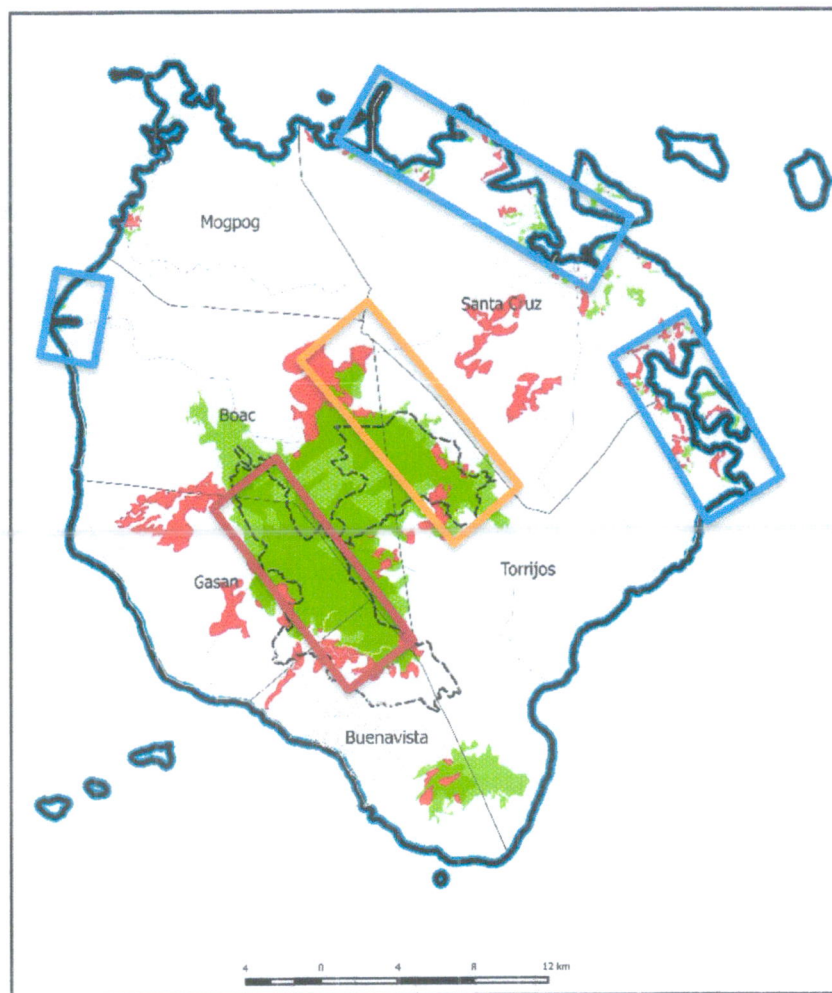 Mogpog
Santa Cruz
Boac
Gasan
Torrijos
Buenavista
4 0 4 8 12 km